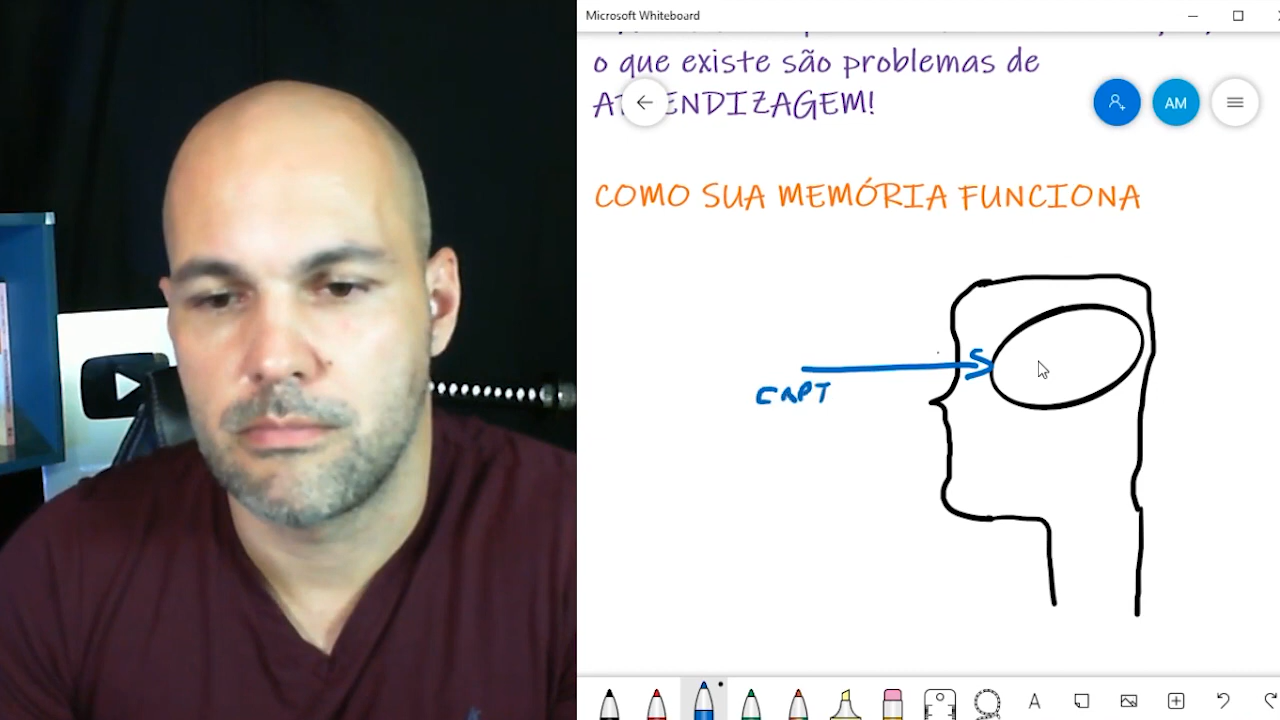 Microsoft Whiteboard
o que existe são problemas de
ENDIZAGEM!
AM
COMO SUA MEMÓRIA FUNCIONA
S
CAPT
A